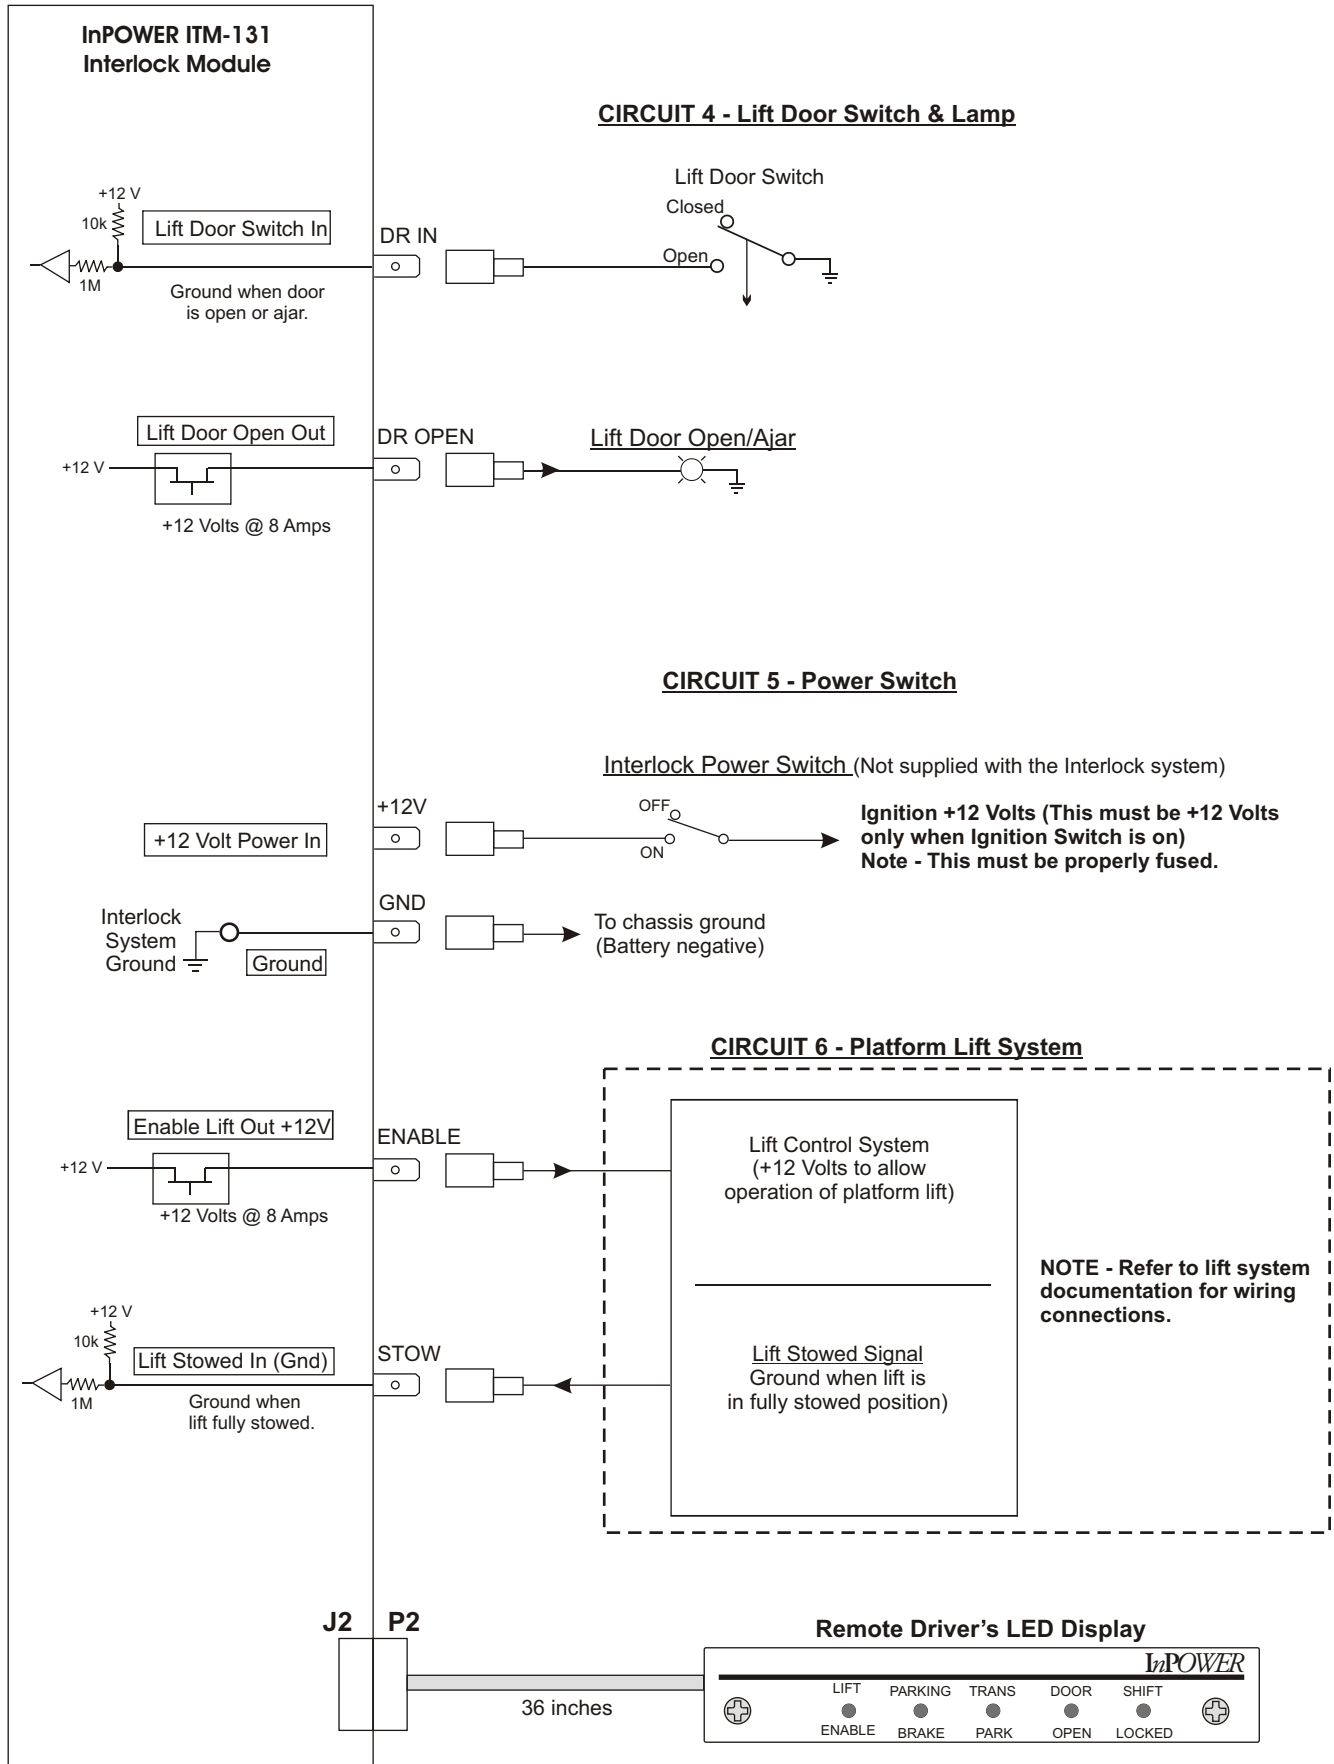 InPOWER ITM-131
Interlock Module
CIRCUIT 4 - Lift Door Switch & Lamp
Lift Door Switch
Closed
Open
+12 V
10k
1M
Lift Door Switch In
DR IN
Ground when door
is open or ajar.
Lift Door Open Out
DR OPEN
Lift Door Open/Ajar
+12 V
+12 Volts @ 8 Amps
CIRCUIT 5 - Power Switch
Interlock Power Switch (Not supplied with the Interlock system)
+12V
+12 Volt Power In
OFF
ON
Ignition +12 Volts (This must be +12 Volts
only when Ignition Switch is on)
Note - This must be properly fused.
GND
Interlock
System
Ground
Ground
To chassis ground
(Battery negative)
CIRCUIT 6 - Platform Lift System
Enable Lift Out +12V
ENABLE
+12 V
+12 Volts @ 8 Amps
Lift Control System
(+12 Volts to allow
operation of platform lift)
NOTE - Refer to lift system
documentation for wiring
connections.
+12 V
10k
1M
Lift Stowed In (Gnd)
STOW
Ground when
lift fully stowed.
Lift Stowed Signal
Ground when lift is
in fully stowed position)
J2 P2
36 inches
Remote Driver's LED Display
InPOWER
LIFT PARKING TRANS DOOR SHIFT
ENABLE BRAKE PARK OPEN LOCKED